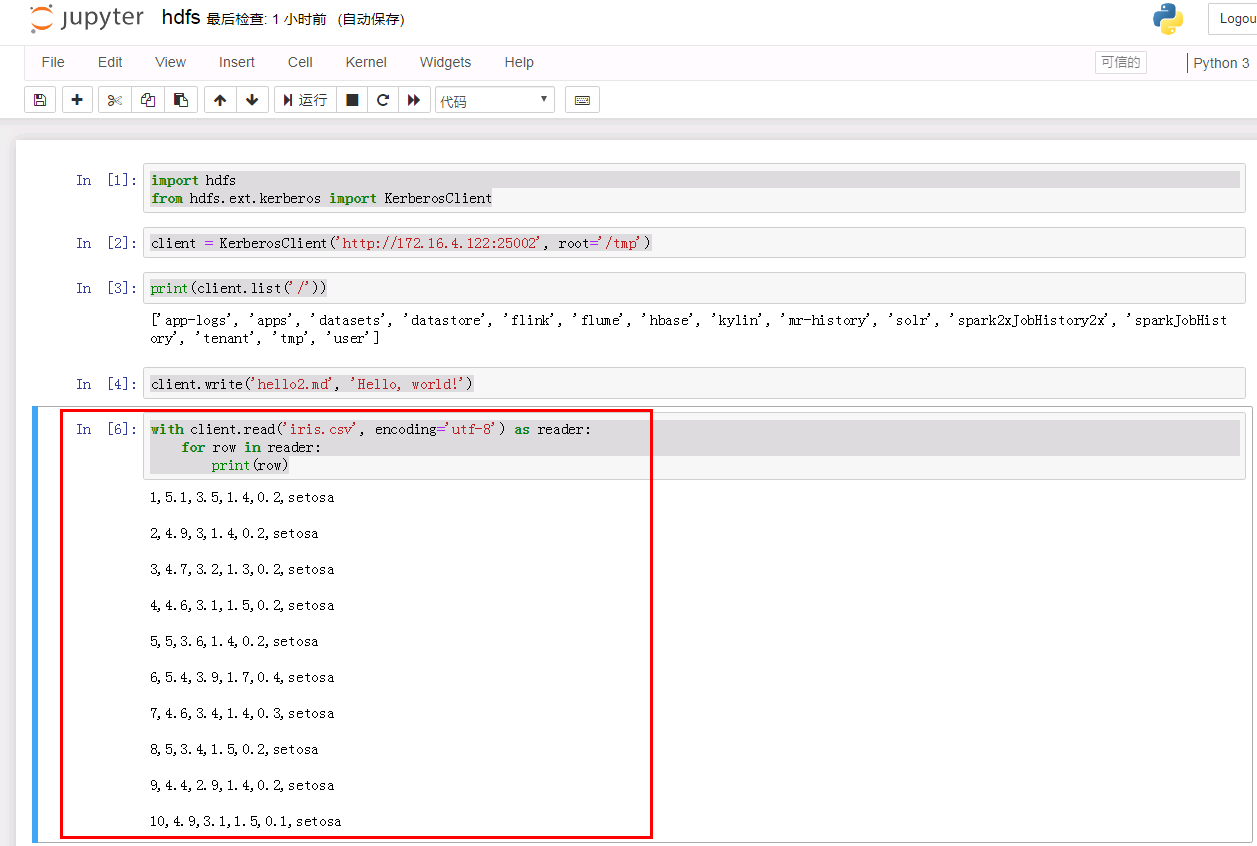 jupyter hdfs 最后检查: 1 小时前 (自动保存)
Logou
File Edit View Insert Cell Kernel Widgets Help 可信的 Python 3
运行 代码
In [1]: import hdfs
from hdfs.ext.kerberos import KerberosClient
In [2]: client = KerberosClient('http://172.16.4.122:25002', root='/tmp')
In [3]: print(client.list('/'))
['app-logs', 'apps', 'datasets', 'datastore', 'flink', 'flume', 'hbase', 'kylin', 'mr-history', 'solr', 'spark2xJobHistory2x', 'sparkJobHist
ory', 'tenant', 'tmp', 'user']
In [4]: client.write('hello2.md', 'Hello, world!')
In [6]: with client.read('iris.csv', encoding='utf-8') as reader:
for row in reader:
print(row)
1,5.1,3.5,1.4,0.2,setosa
2,4.9,3,1.4,0.2,setosa
3,4.7,3.2,1.3,0.2,setosa
4,4.6,3.1,1.5,0.2,setosa
5,5,3.6,1.4,0.2,setosa
6,5.4,3.9,1.7,0.4,setosa
7,4.6,3.4,1.4,0.3,setosa
8,5,3.4,1.5,0.2,setosa
9,4.4,2.9,1.4,0.2,setosa
10,4.9,3.1,1.5,0.1,setosa